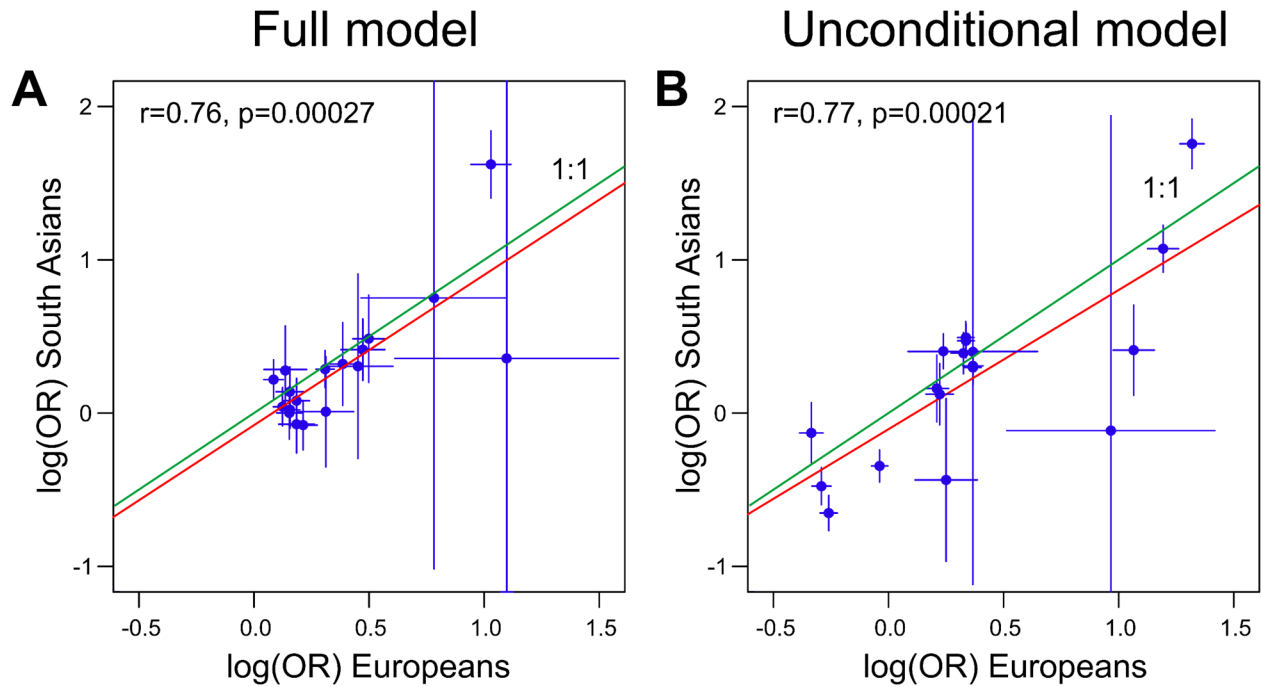 Full model
A
r=0.76, p=0.00027
1:1
2
1
0
-1
-0.5 0.0 0.5 1.0 1.5
log(OR) Europeans
log(OR) South Asians
Unconditional model
B
r=0.77, p=0.00021
1:1
2
1
0
-1
-0.5 0.0 0.5 1.0 1.5
log(OR) Europeans
log(OR) South Asians